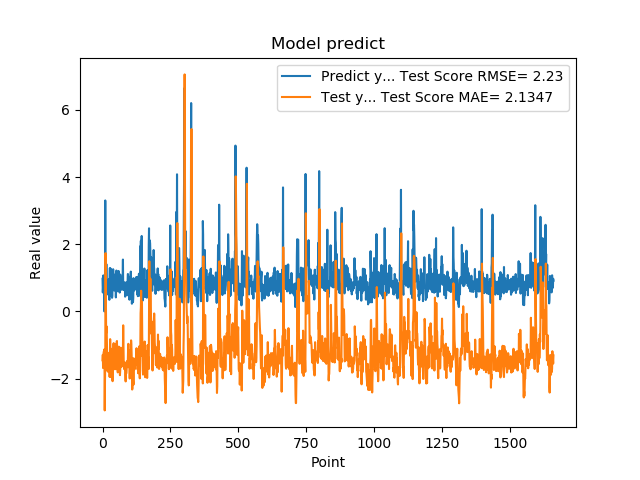 Model predict
Predict y... Test Score RMSE= 2.23
Test y... Test Score MAE= 2.1347
Real value
6
4
2
0
−2
0 250 500 750 1000 1250 1500
Point